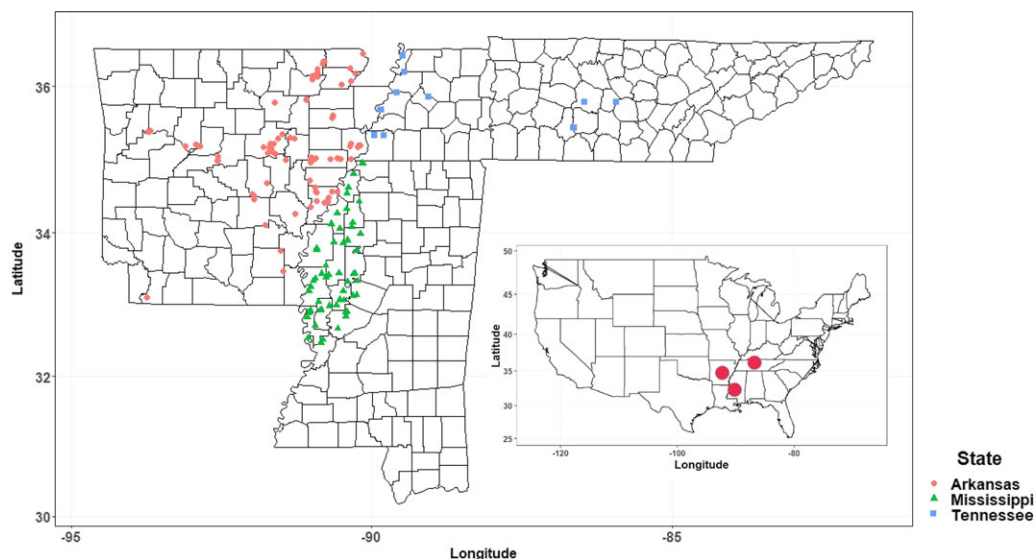 36
34
32
30
Latitude
-95
-90
-85
Longitude
50
45
40
35
30
25
Latitude
-120
-100
-80
Longitude
State
Arkansas
Mississippi
Tennessee